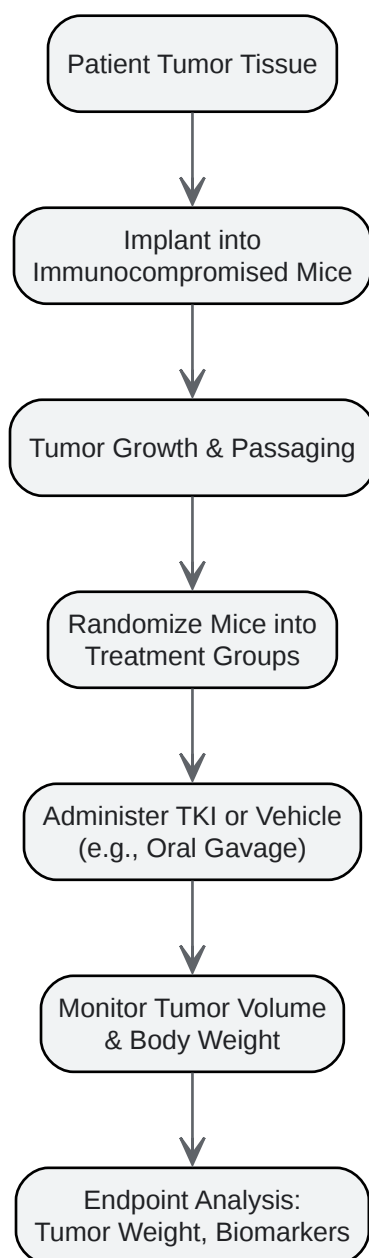 Patient Tumor Tissue
Implant into
Immunocompromised Mice
Tumor Growth & Passaging
Randomize Mice into
Treatment Groups
Administer TKI or Vehicle
(e.g., Oral Gavage)
Monitor Tumor Volume
& Body Weight
Endpoint Analysis:
Tumor Weight, Biomarkers